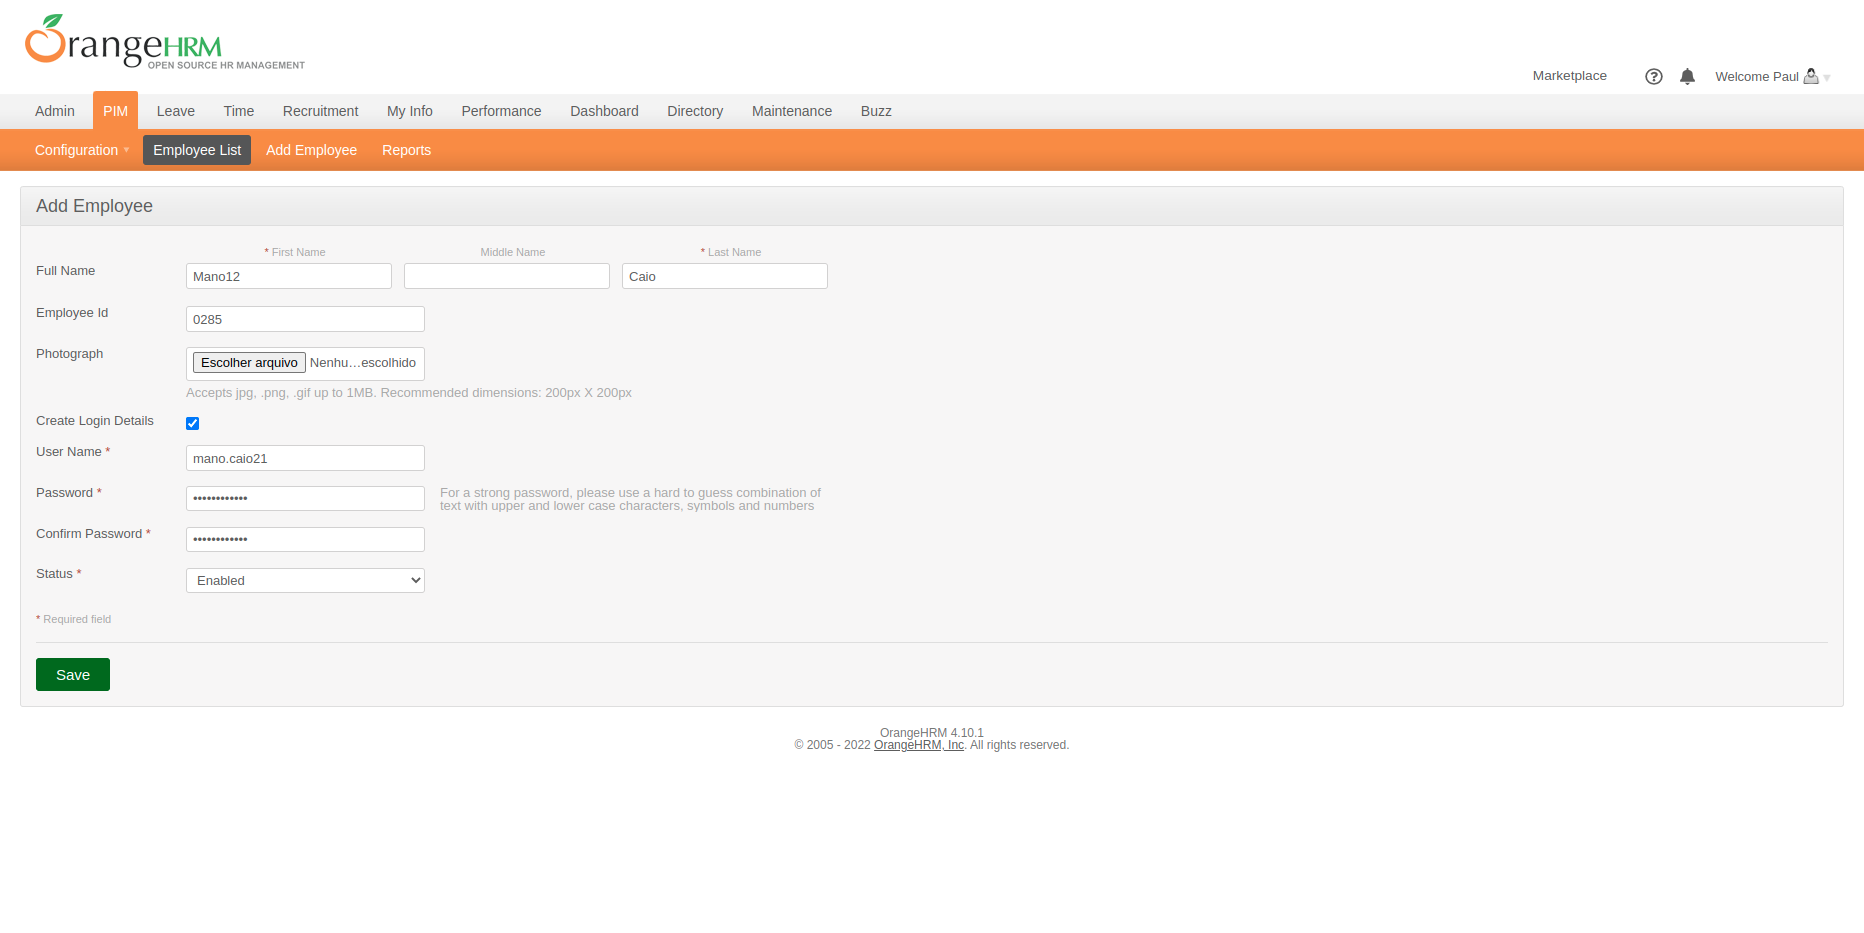 OrangeHRM
OPEN SOURCE HR MANAGEMENT
Marketplace
Welcome Paul
Admin PIM Leave Time Recruitment My Info Performance Dashboard Directory Maintenance Buzz
Configuration Employee List Add Employee Reports
Add Employee
* First Name Middle Name * Last Name
Full Name Mano12 Caio
Employee Id 0285
Photograph Escolher arquivo Nenhu…escolhido
Accepts jpg, .png, .gif up to 1MB. Recommended dimensions: 200px X 200px
Create Login Details
User Name * mano.caio21
Password * •••••••••••• For a strong password, please use a hard to guess combination of
text with upper and lower case characters, symbols and numbers
Confirm Password * ••••••••••••
Status * Enabled
* Required field
Save
OrangeHRM 4.10.1
© 2005 - 2022 OrangeHRM, Inc. All rights reserved.